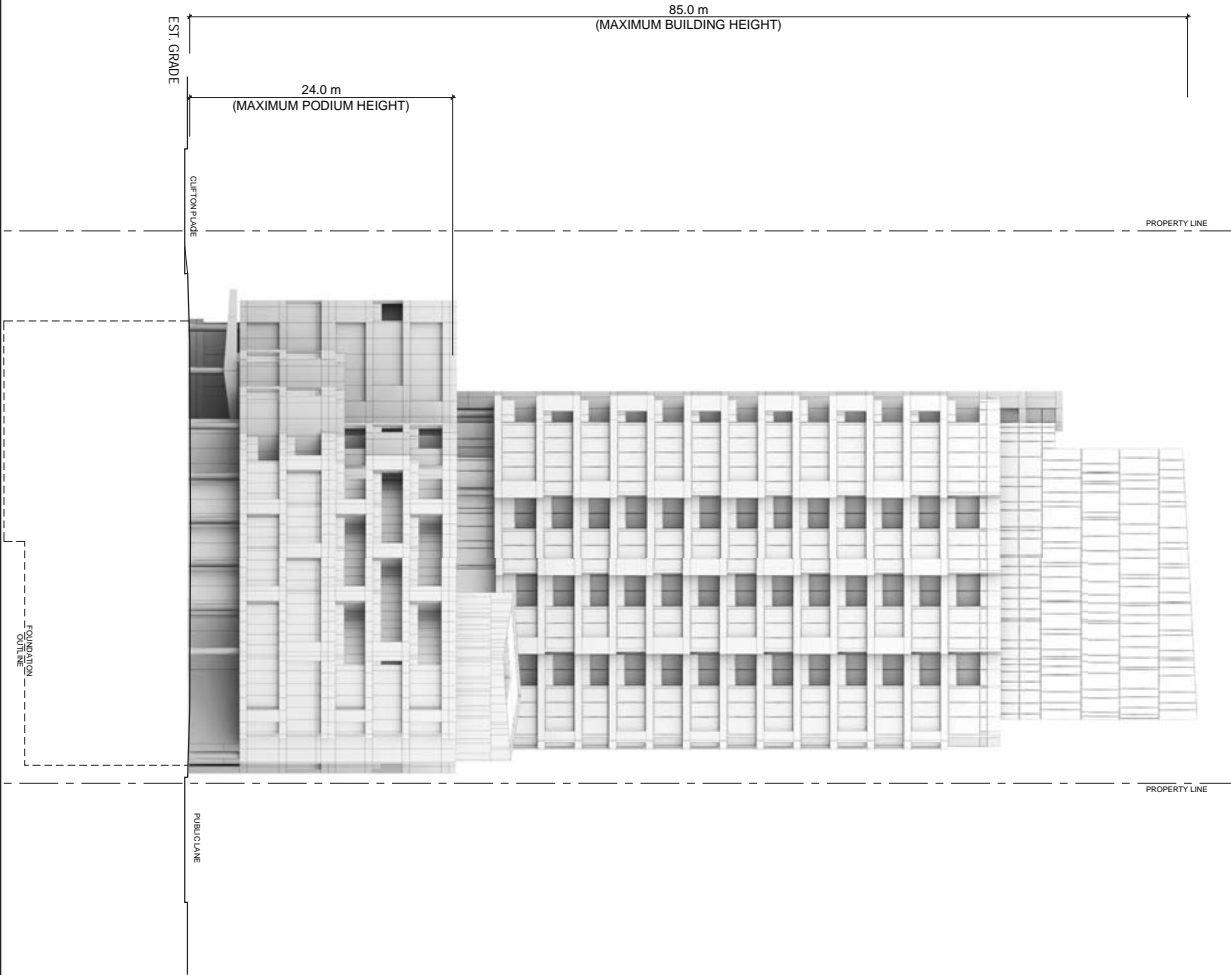 85.0 m
(MAXIMUM BUILDING HEIGHT)
EST. GRADE
24.0 m
(MAXIMUM PODIUM HEIGHT)
CLIFTON PLACE
PROPERTY LINE
FOUNDATION
OUTLINE
PROPERTY LINE
PUBLIC LANE